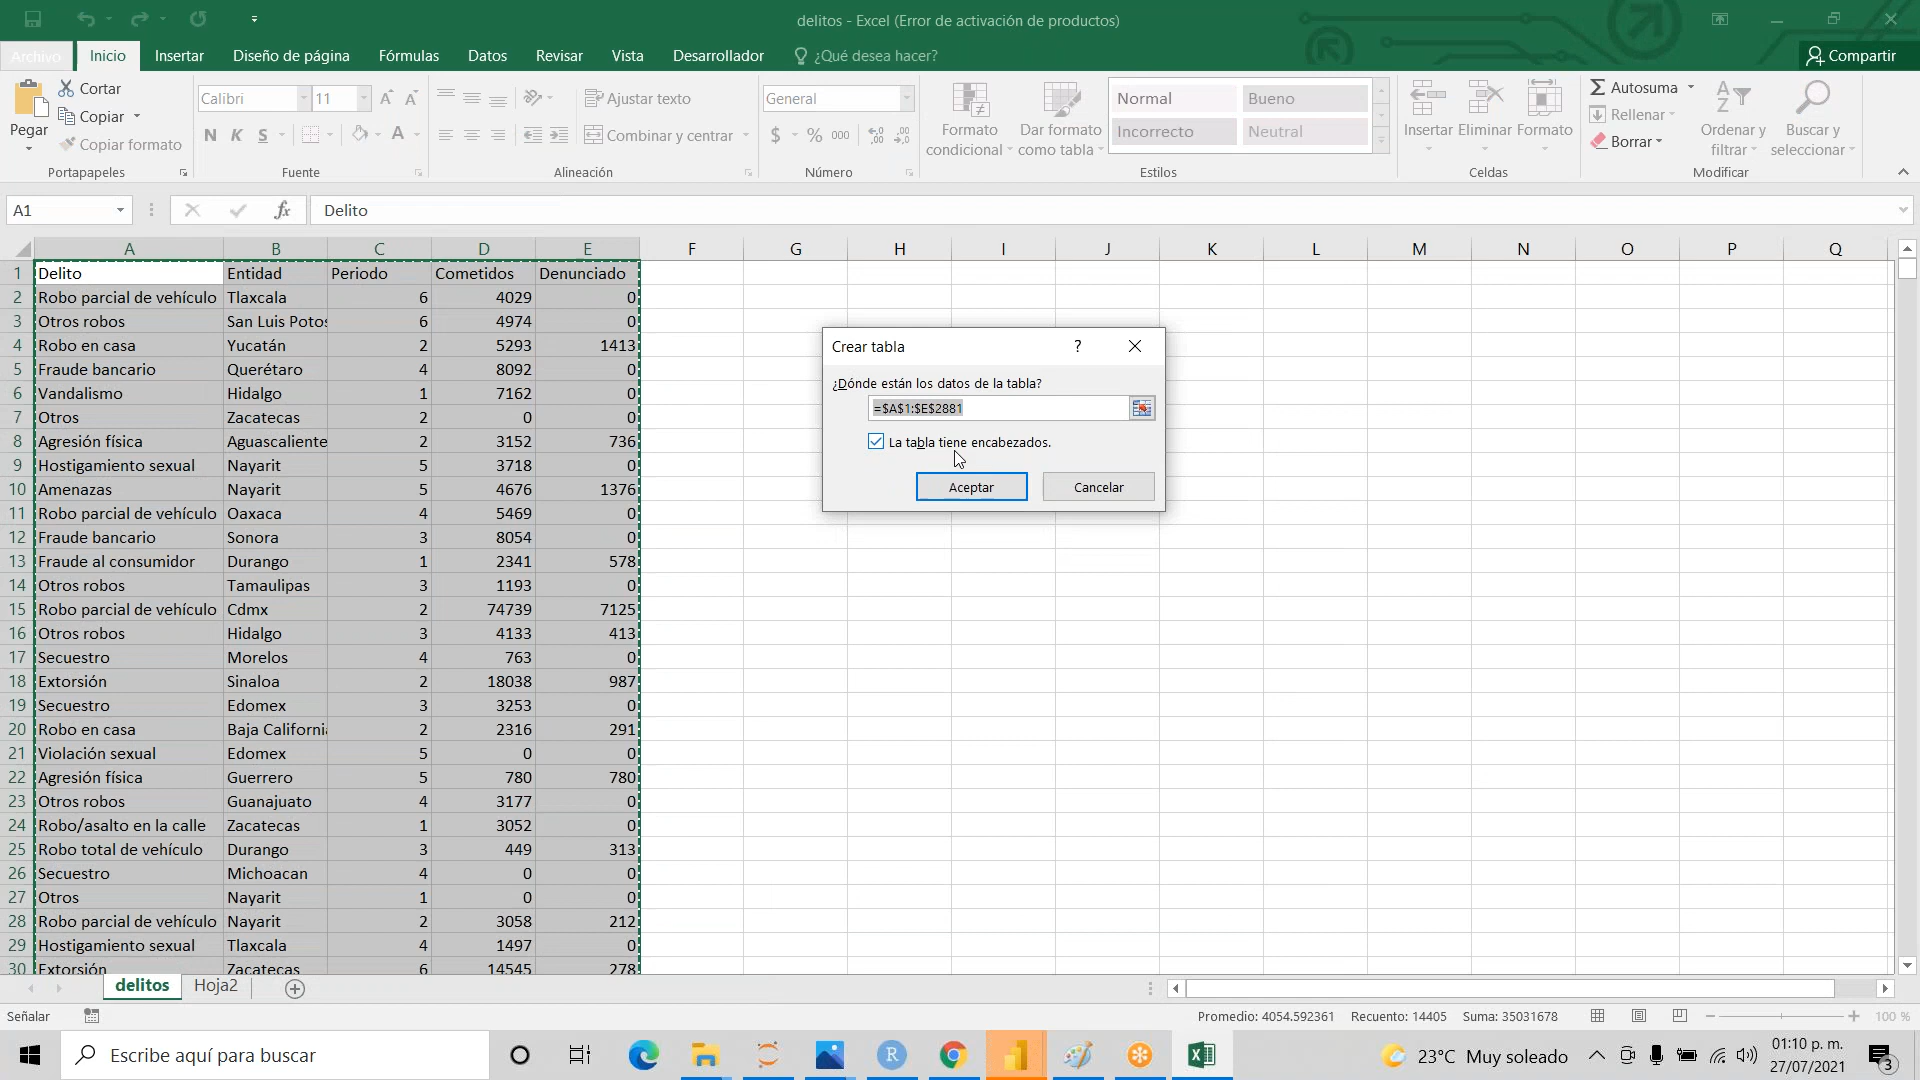 delitos - Excel (Error de activación de productos)
Archivo Inicio Insertar Diseño de página Fórmulas Datos Revisar Vista Desarrollador ¿Qué desea hacer? Compartir
Pegar Cortar Copiar Copiar formato Portapapeles
Calibri 11 N K S A A A Fuente
Ajustar texto Combinar y centrar Alineación
General $ % 000 Número
Formato condicional Dar formato como tabla Normal Bueno Incorrecto Neutral Estilos
Insertar Eliminar Formato Celdas
Autosuma Rellenar Borrar Ordenar y filtrar Buscar y seleccionar Modificar
A1 fx Delito
A B C D E F G H I J K L M N O P Q
1 Delito Entidad Periodo Cometidos Denunciado
2 Robo parcial de vehículo Tlaxcala 6 4029 0
3 Otros robos San Luis Potos 6 4974 0
4 Robo en casa Yucatán 2 5293 1413
5 Fraude bancario Querétaro 4 8092 0
6 Vandalismo Hidalgo 1 7162 0
7 Otros Zacatecas 2 0 0
8 Agresión física Aguascaliente 2 3152 736
9 Hostigamiento sexual Nayarit 5 3718 0
10 Amenazas Nayarit 5 4676 1376
11 Robo parcial de vehículo Oaxaca 4 5469 0
12 Fraude bancario Sonora 3 8054 0
13 Fraude al consumidor Durango 1 2341 578
14 Otros robos Tamaulipas 3 1193 0
15 Robo parcial de vehículo Cdmx 2 74739 7125
16 Otros robos Hidalgo 3 4133 413
17 Secuestro Morelos 4 763 0
18 Extorsión Sinaloa 2 18038 987
19 Secuestro Edomex 3 3253 0
20 Robo en casa Baja California 2 2316 291
21 Violación sexual Edomex 5 0 0
22 Agresión física Guerrero 5 780 780
23 Otros robos Guanajuato 4 3177 0
24 Robo/asalto en la calle Zacatecas 1 3052 0
25 Robo total de vehículo Durango 3 449 313
26 Secuestro Michoacan 4 0 0
27 Otros Nayarit 1 0 0
28 Robo parcial de vehículo Nayarit 2 3058 212
29 Hostigamiento sexual Tlaxcala 4 1497 0
30 Extorsión Zacatecas 6 14545 278
Crear tabla ?
¿Dónde están los datos de la tabla?
=$A$1:$E$2881
La tabla tiene encabezados.
Aceptar Cancelar
delitos Hoja2
Señalar Promedio: 4054.592361 Recuento: 14405 Suma: 35031678 100 %
Escribe aquí para buscar R 23°C Muy soleado 01:10 p. m.
27/07/2021 3